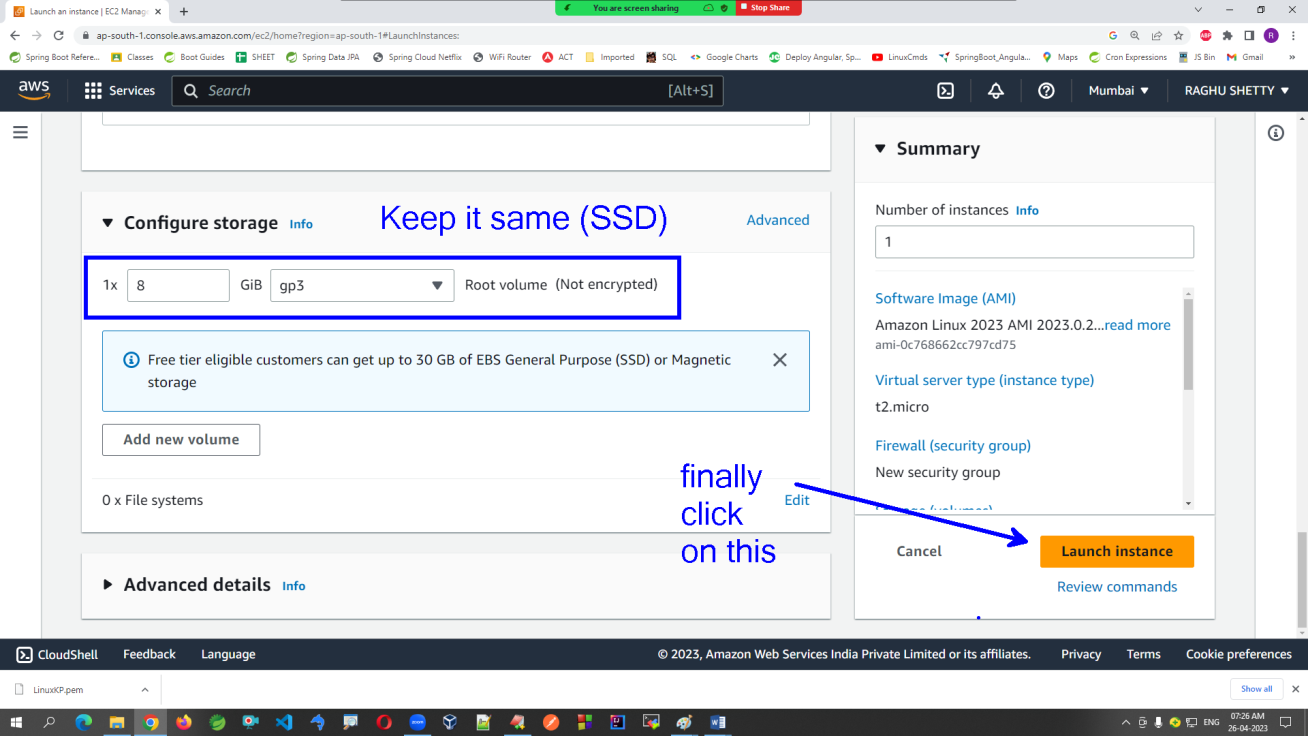 Launch an instance | EC2 Manage
You are screen sharing
Stop Share
ap-south-1.console.aws.amazon.com/ec2/home?region=ap-south-1#LaunchInstances:
Spring Boot Refere...
Classes
Boot Guides
SHEET
Spring Data JPA
Spring Cloud Netflix
WiFi Router
ACT
Imported
SQL
Google Charts
Deploy Angular, Sp...
LinuxCmds
SpringBoot_Angula...
Maps
Cron Expressions
JS Bin
Gmail
aws
Services
Search
[Alt+S]
Mumbai
RAGHU SHETTY
Configure storage Info
Keep it same (SSD)
Advanced
1x 8 GiB gp3 Root volume (Not encrypted)
Free tier eligible customers can get up to 30 GB of EBS General Purpose (SSD) or Magnetic
storage
Add new volume
0 x File systems
Edit
Advanced details Info
finally
click
on this
Summary
Number of instances Info
1
Software Image (AMI)
Amazon Linux 2023 AMI 2023.0.2...read more
ami-0c768662cc797cd75
Virtual server type (instance type)
t2.micro
Firewall (security group)
New security group
Cancel
Launch instance
Review commands
CloudShell
Feedback
Language
© 2023, Amazon Web Services India Private Limited or its affiliates.
Privacy
Terms
Cookie preferences
LinuxKP.pem
Show all
ENG
07:26 AM
26-04-2023